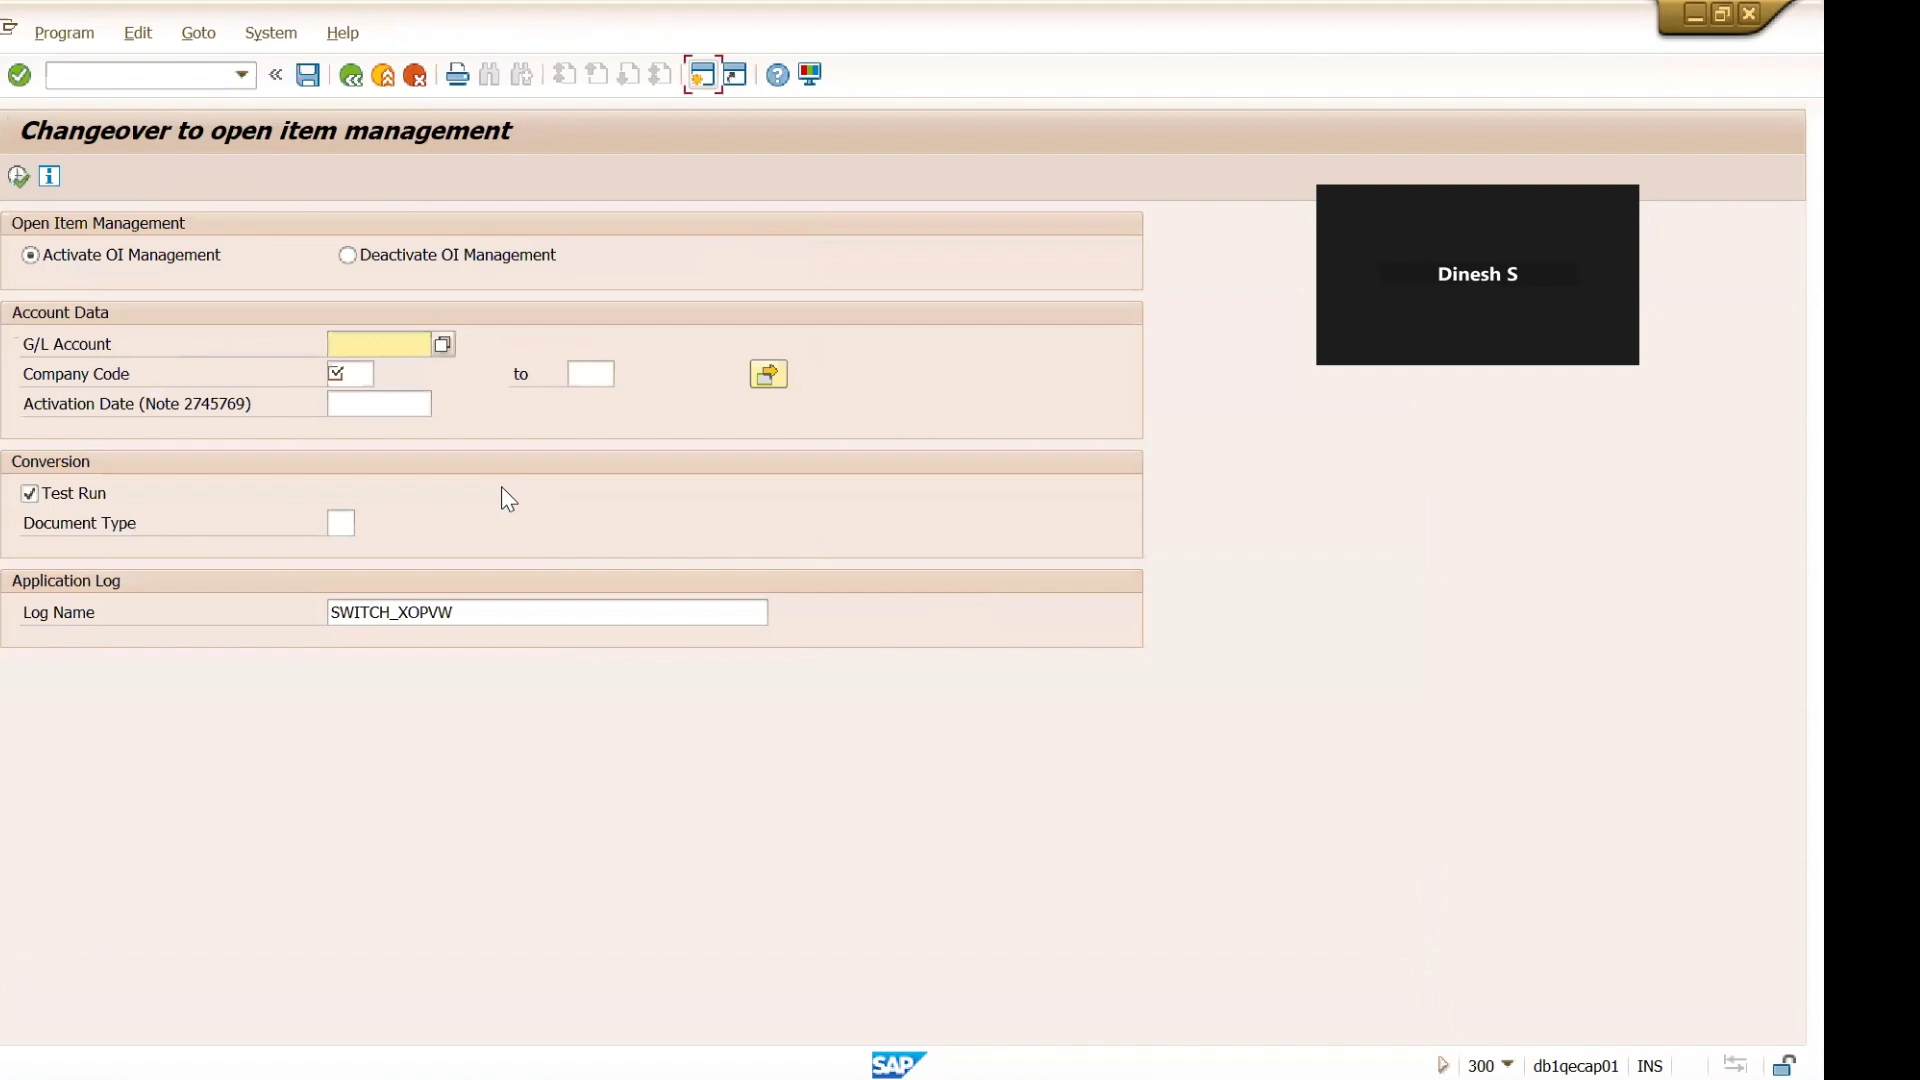 Program Edit Goto System Help
Changeover to open item management
Open Item Management
Activate OI Management Deactivate OI Management
Dinesh S
Account Data
G/L Account
Company Code to
Activation Date (Note 2745769)
Conversion
Test Run
Document Type
Application Log
Log Name SWITCH_XOPVW
SAP 300 db1qecap01 INS